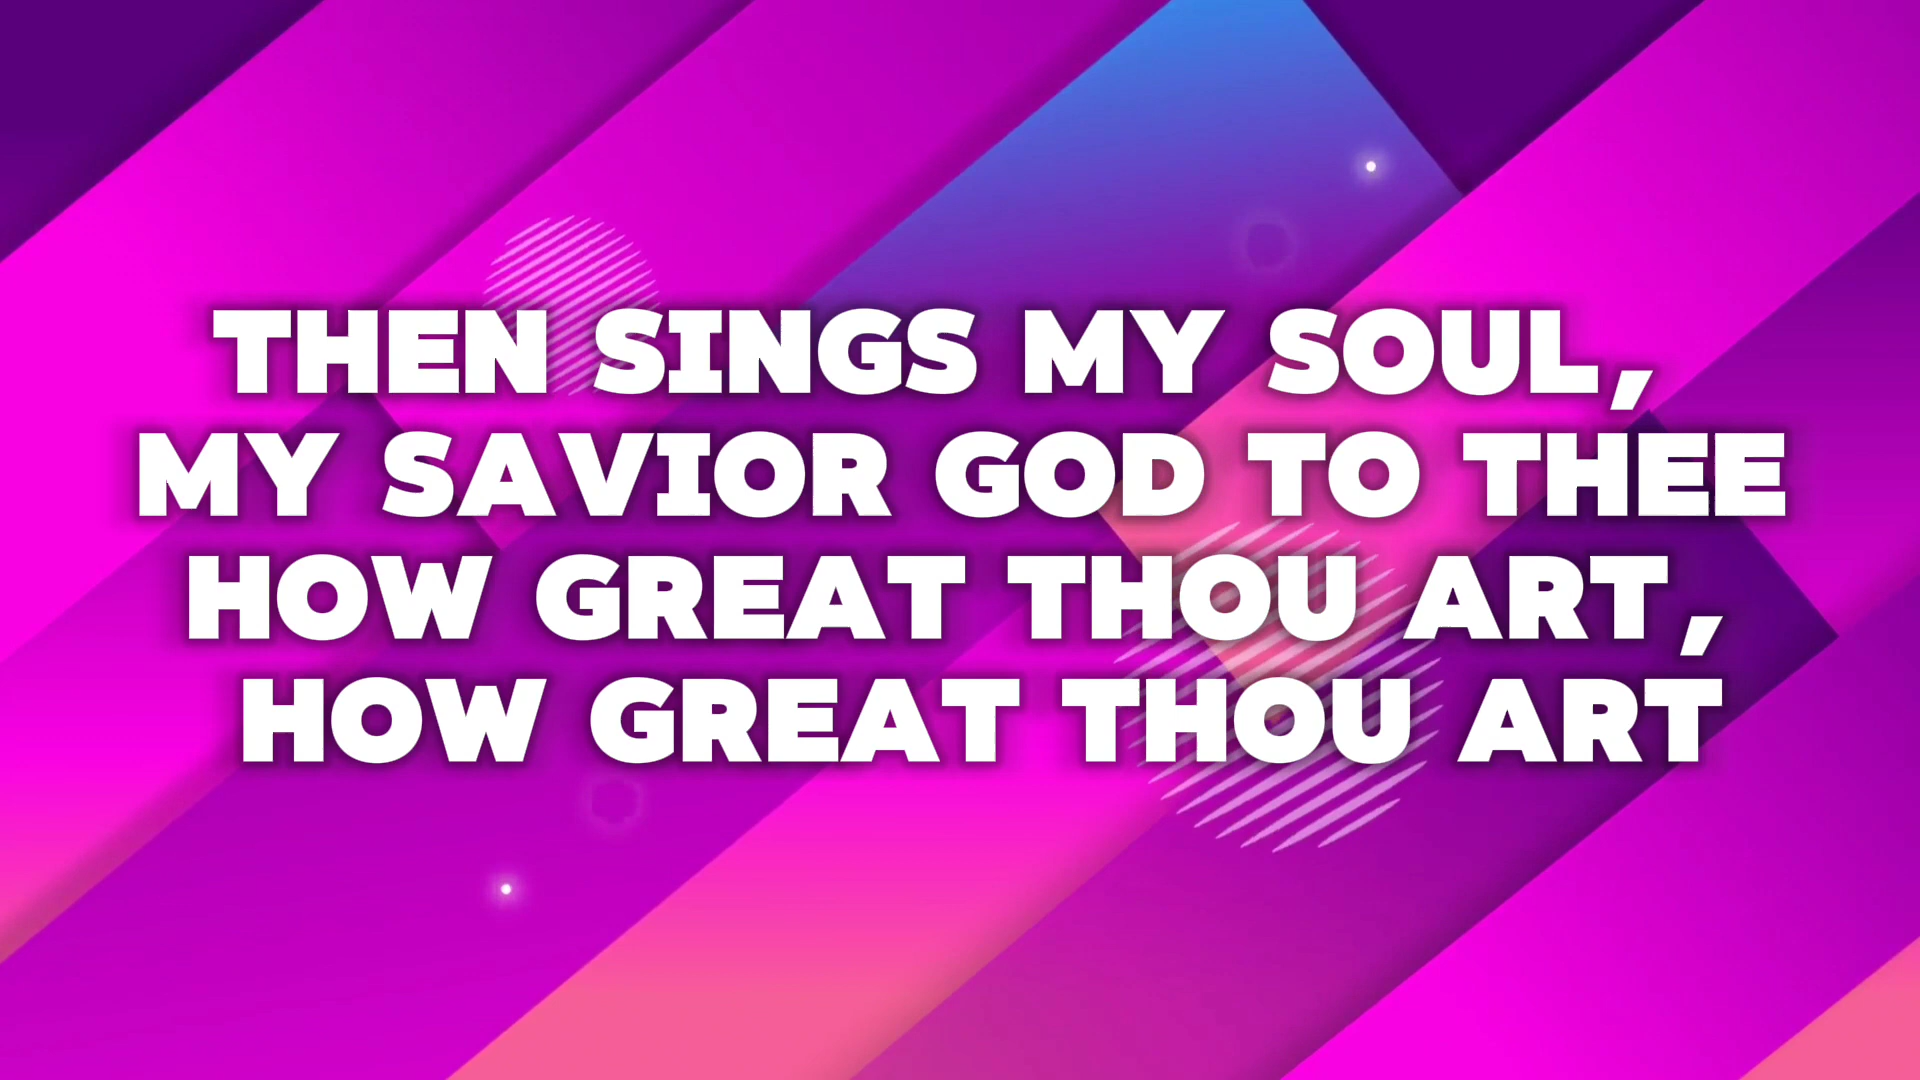 THEN SINGS MY SOUL,
MY SAVIOR GOD TO THEE
HOW GREAT THOU ART,
HOW GREAT THOU ART